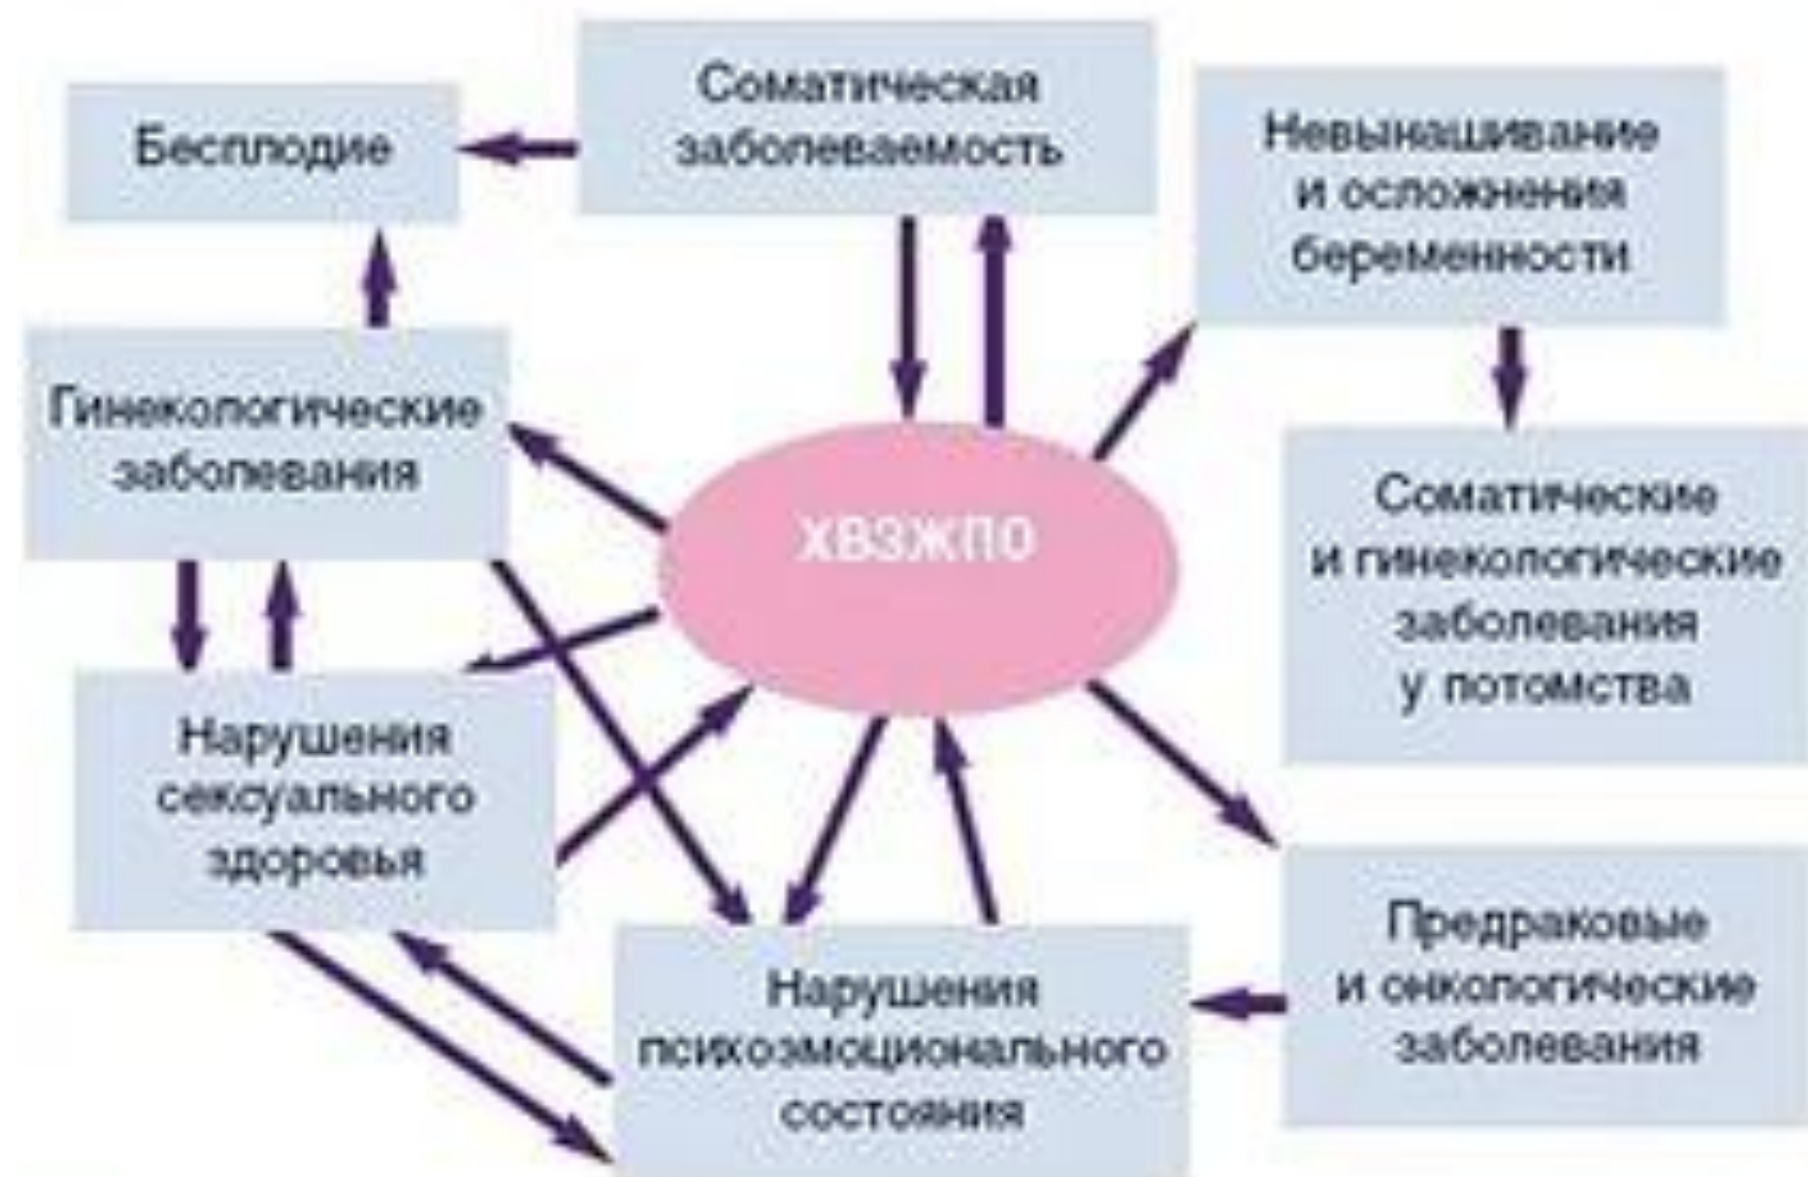 Соматическая
заболеваемость
Бесплодие
Невынашивание
и осложнения
беременности
Гинекологические
заболевания
ХВЗЖПО
Соматические
и гинекологические
заболевания
у потомства
Нарушения
сексуального
здоровья
Нарушения
психоэмоционального
состояния
Предраковые
и онкологические
заболевания